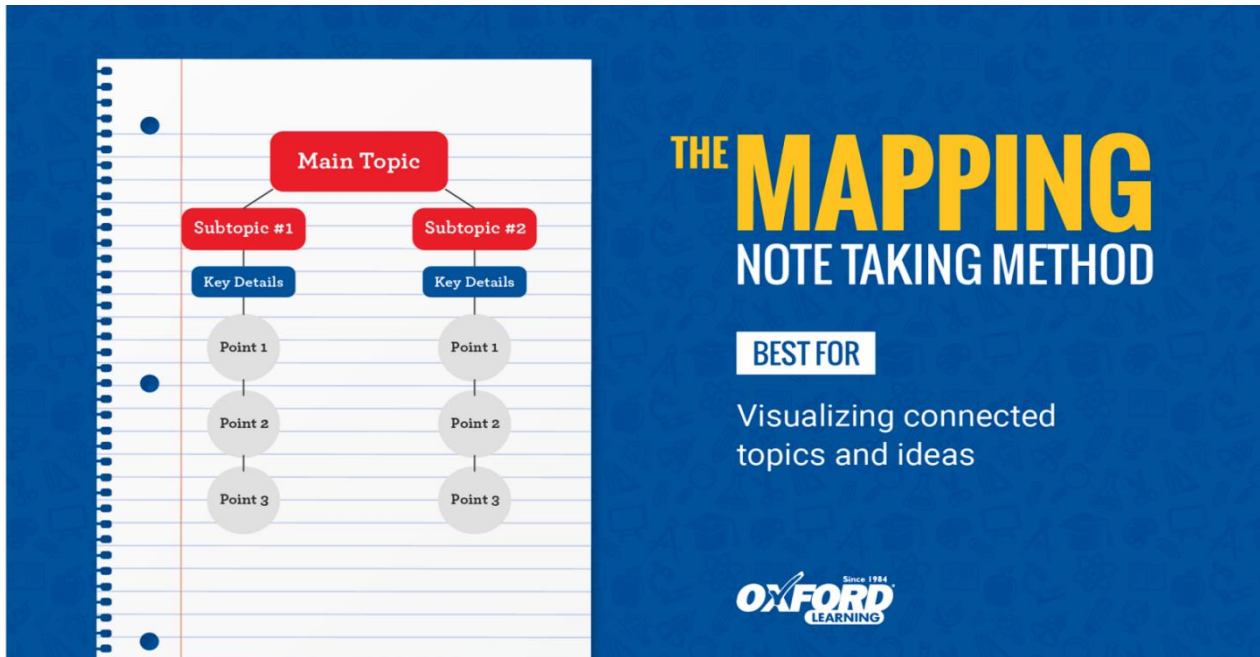 Main Topic
Subtopic #1
Key Details
Point 1
Point 2
Point 3
Subtopic #2
Key Details
Point 1
Point 2
Point 3
THE MAPPING
NOTE TAKING METHOD
BEST FOR
Visualizing connected
topics and ideas
Since 1984
OXFORD
LEARNING